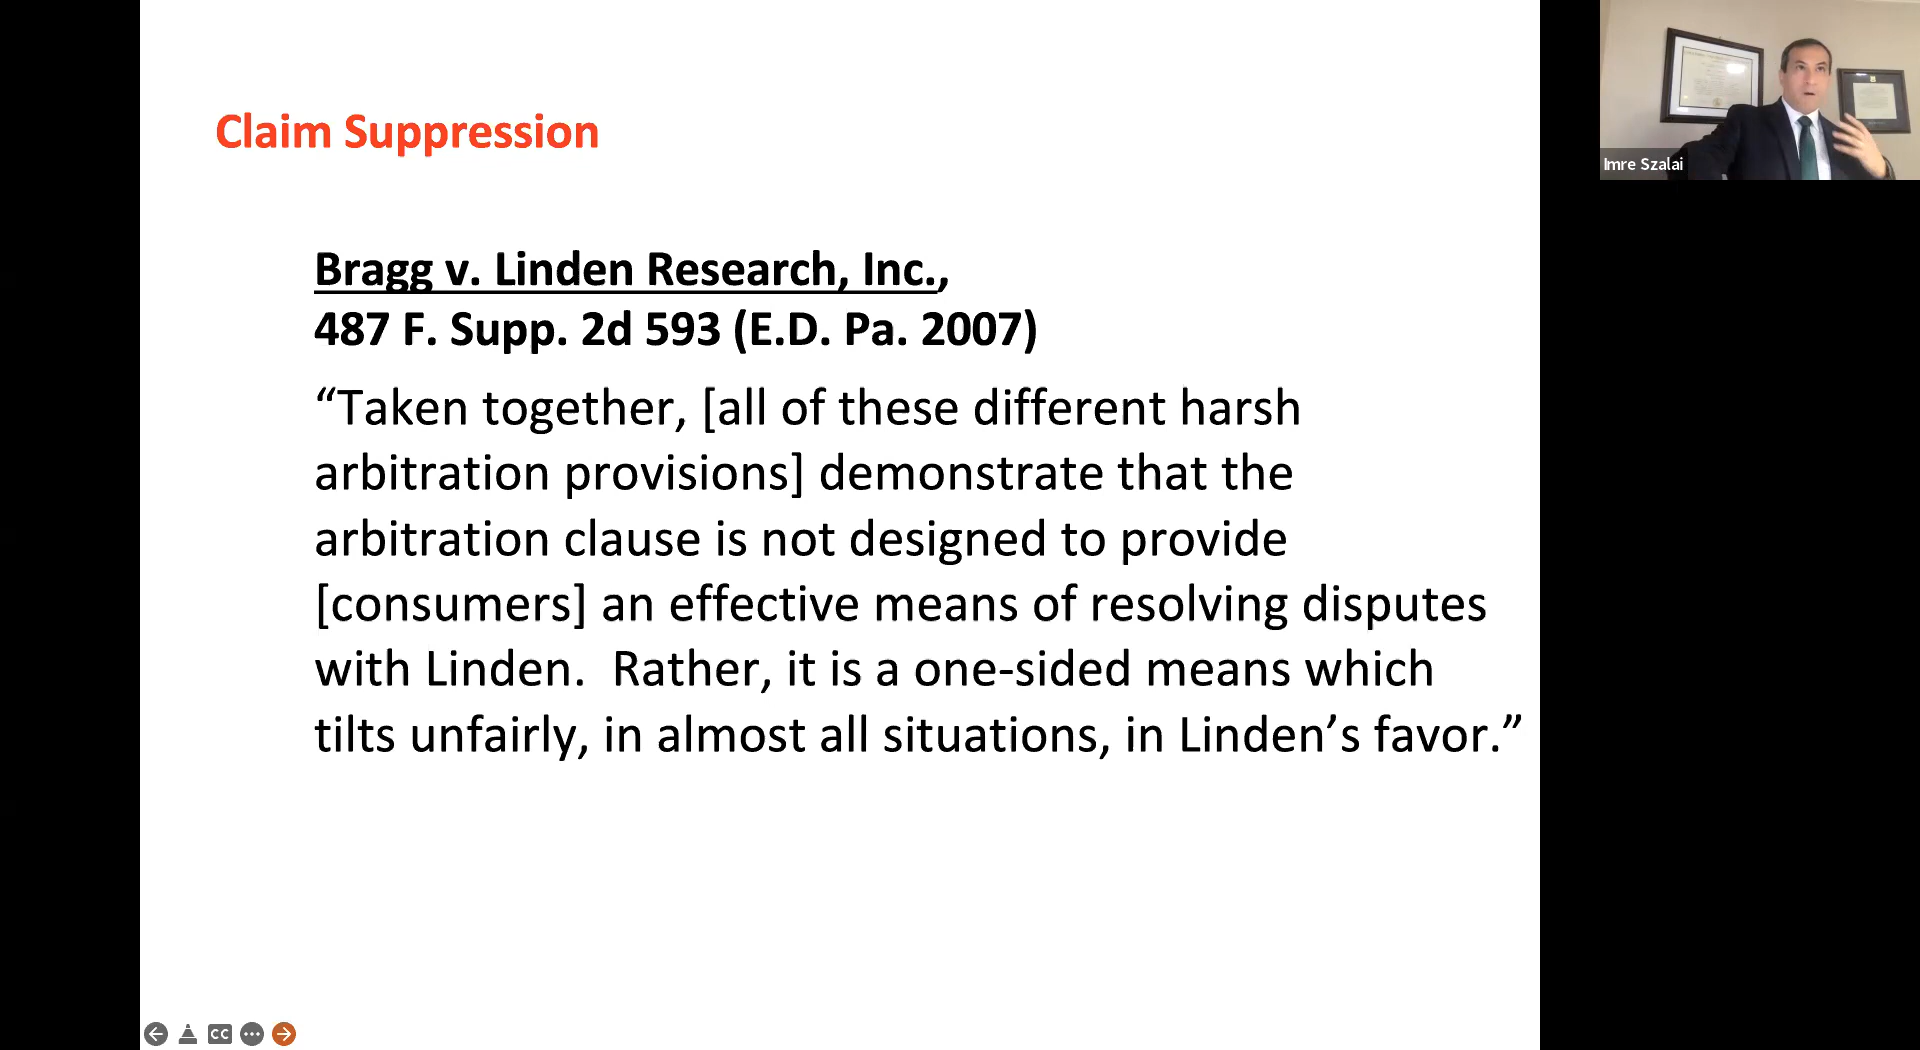 Claim Suppression
Bragg v. Linden Research, Inc.,
487 F. Supp. 2d 593 (E.D. Pa. 2007)
“Taken together, [all of these different harsh
arbitration provisions] demonstrate that the
arbitration clause is not designed to provide
[consumers] an effective means of resolving disputes
with Linden.  Rather, it is a one-sided means which
tilts unfairly, in almost all situations, in Linden’s favor.”
Imre Szalai
CC